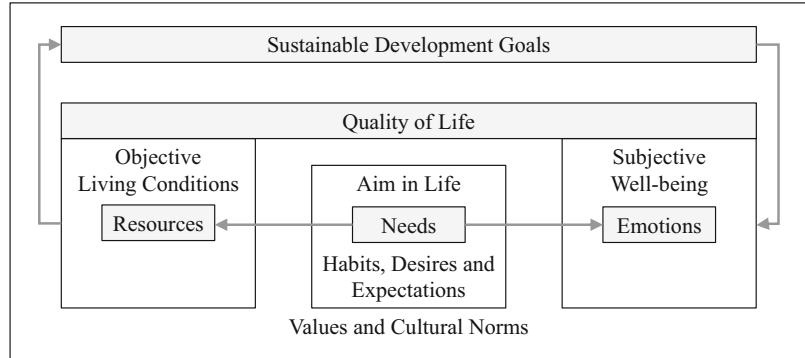 Sustainable Development Goals
Quality of Life
Objective
Living Conditions
Resources
Aim in Life
Needs
Habits, Desires and
Expectations
Subjective
Well-being
Emotions
Values and Cultural Norms